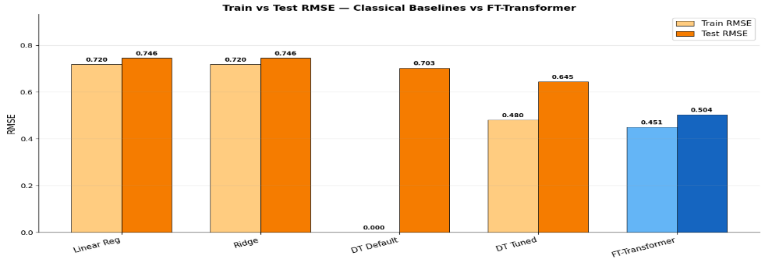 Train vs Test RMSE — Classical Baselines vs FT-Transformer
Train RMSE
Test RMSE
RMSE
0.8
0.6
0.4
0.2
0.0
0.720
0.746
0.720
0.746
0.000
0.703
0.480
0.645
0.451
0.504
Linear Reg
Ridge
DT Default
DT Tuned
FT-Transformer